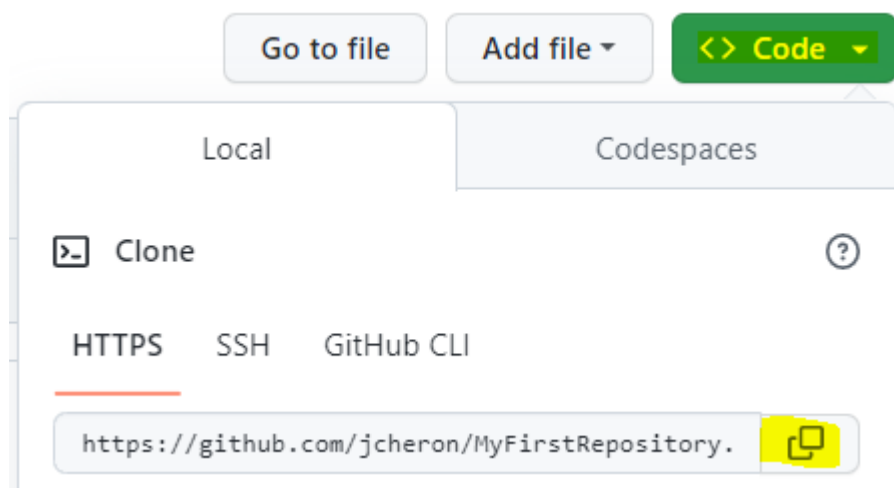 Go to file Add file <> Code
Local Codespaces
Clone
HTTPS SSH GitHub CLI
https://github.com/jcheron/MyFirstRepository.